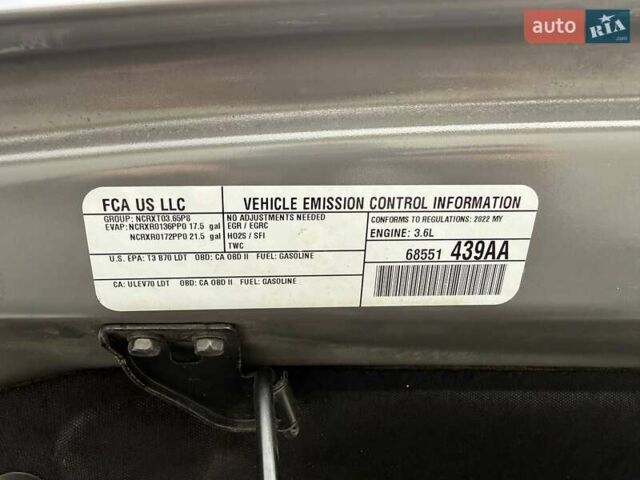 auto RIA .com
FCA US LLC
VEHICLE EMISSION CONTROL INFORMATION
GROUP: NCRXT03.65P8
EVAP: NCRXR0136PP0 17.5 gal
NCRXR0172PP0 21.5 gal
NO ADJUSTMENTS NEEDED
EGR / EGRC
HO2S / SFI
TWC
CONFORMS TO REGULATIONS: 2022 MY
ENGINE: 3.6L
68551 439AA
U.S. EPA: T3 B70 LDT OBD: CA OBD II FUEL: GASOLINE
CA: ULEV70 LDT OBD: CA OBD II FUEL: GASOLINE